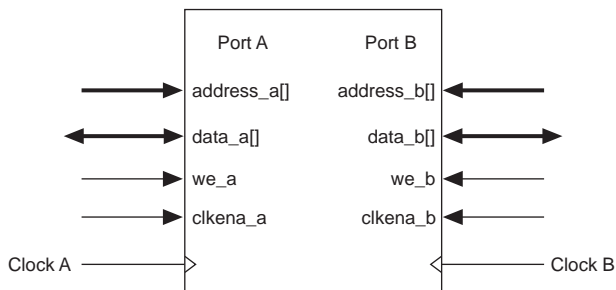 Port A Port B
address_a[] address_b[]
data_a[] data_b[]
we_a we_b
clkena_a clkena_b
Clock A Clock B